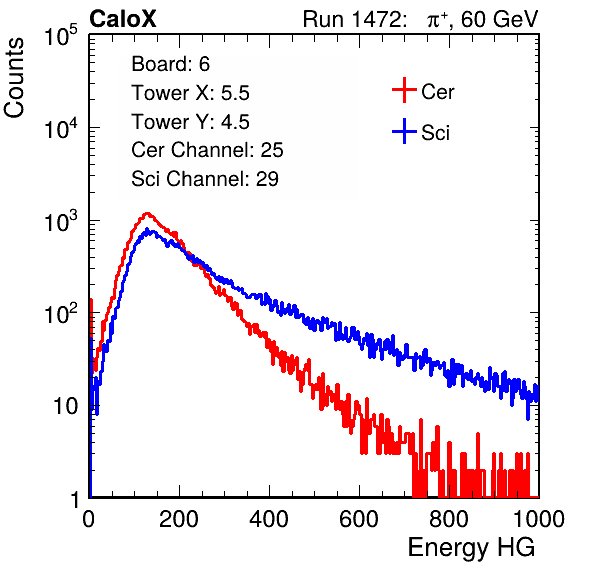 CaloX Run 1472: π⁺, 60 GeV
Counts
Board: 6
Tower X: 5.5
Tower Y: 4.5
Cer Channel: 25
Sci Channel: 29
Cer
Sci
10⁵
10⁴
10³
10²
10
1
0 200 400 600 800 1000
Energy HG